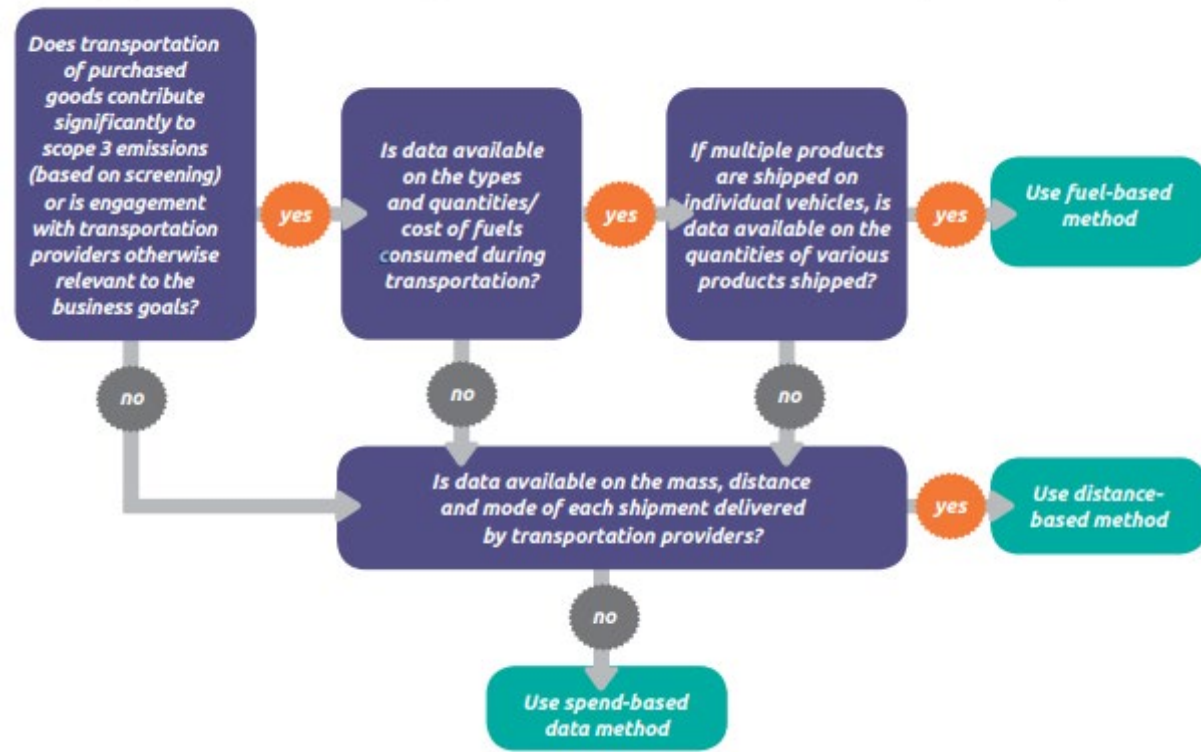 Does transportation
of purchased
goods contribute
significantly to
scope 3 emissions
(based on screening)
or is engagement
with transportation
providers otherwise
relevant to the
business goals?
yes
Is data available
on the types
and quantities/
cost of fuels
consumed during
transportation?
yes
If multiple products
are shipped on
individual vehicles, is
data available on the
quantities of various
products shipped?
yes
Use fuel-based
method
no
no
no
Is data available on the mass, distance
and mode of each shipment delivered
by transportation providers?
yes
Use distance-
based method
no
Use spend-based
data method